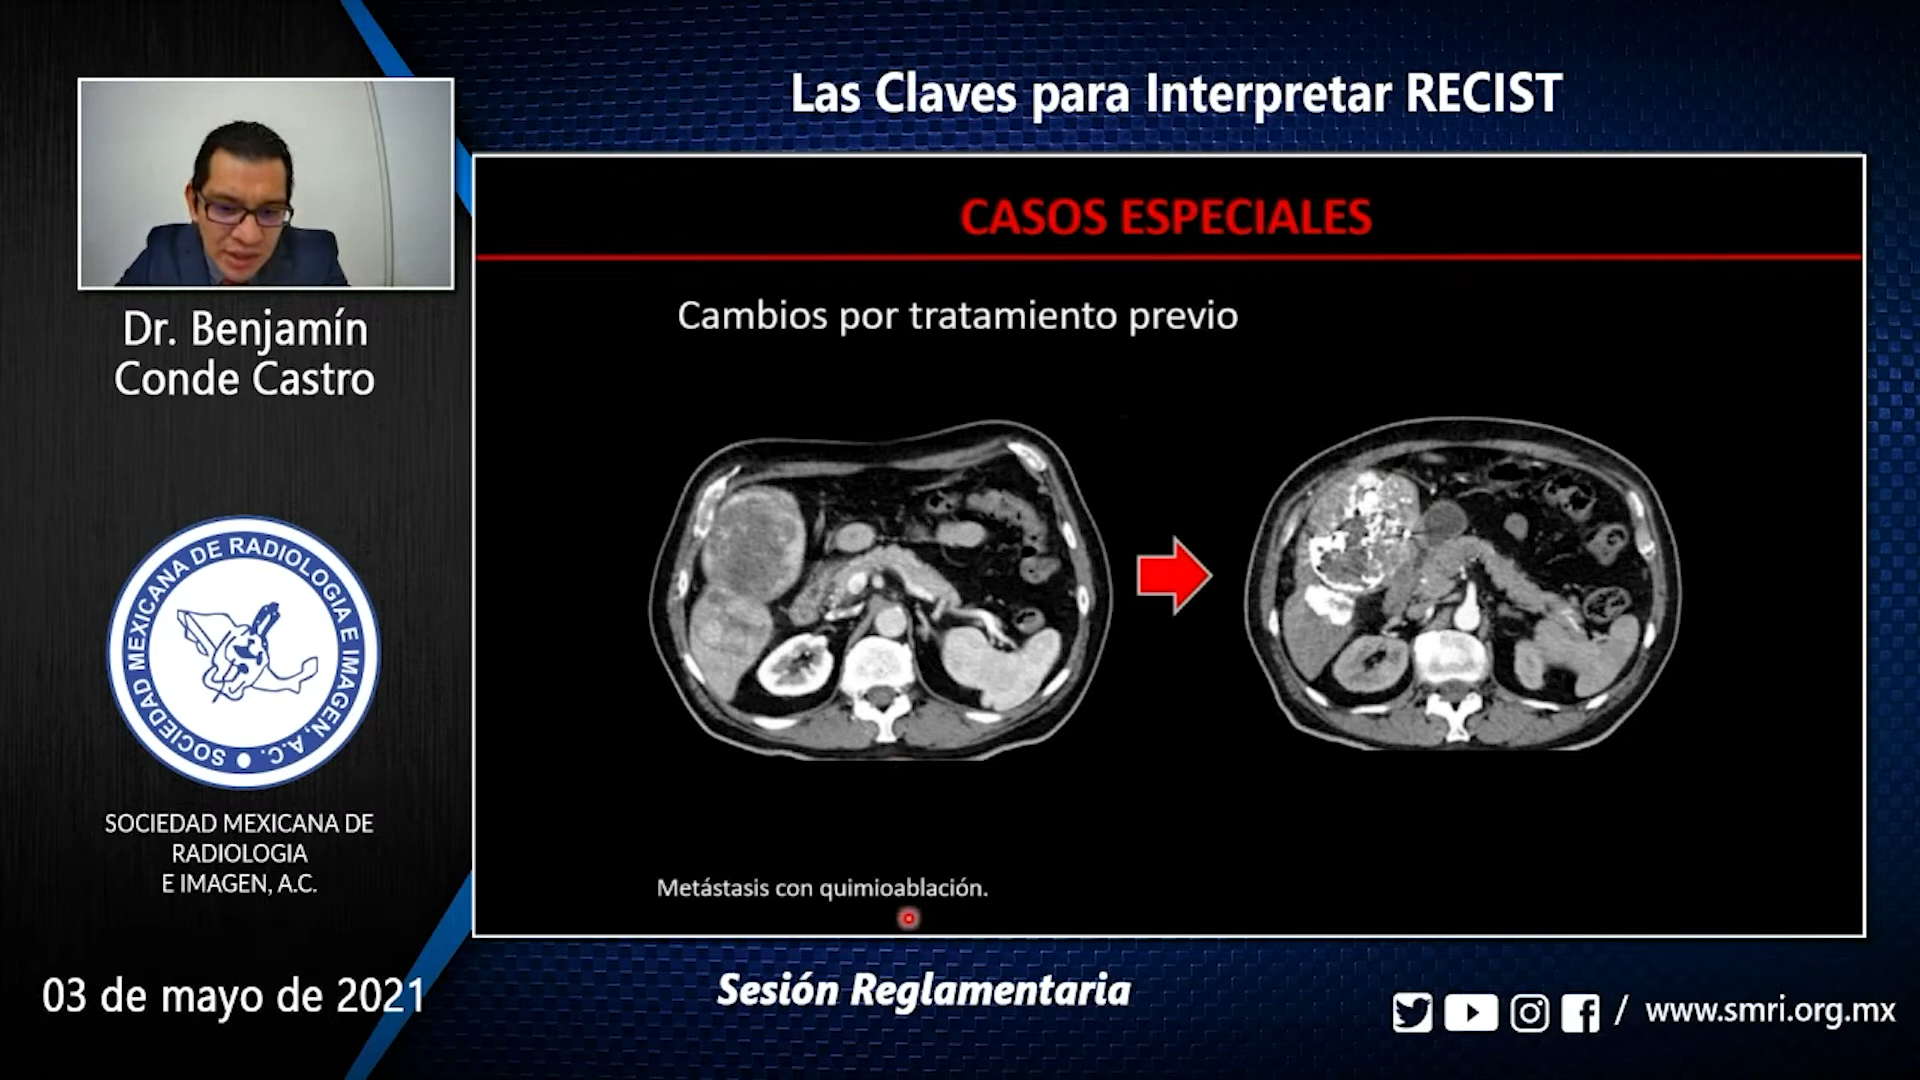 Las Claves para Interpretar RECIST
Dr. Benjamín
Conde Castro
SOCIEDAD MEXICANA DE RADIOLOGIA E IMAGEN, A.C.
SOCIEDAD MEXICANA DE
RADIOLOGIA
E IMAGEN, A.C.
03 de mayo de 2021
CASOS ESPECIALES
Cambios por tratamiento previo
Metástasis con quimioablación.
Sesión Reglamentaria
/ www.smri.org.mx